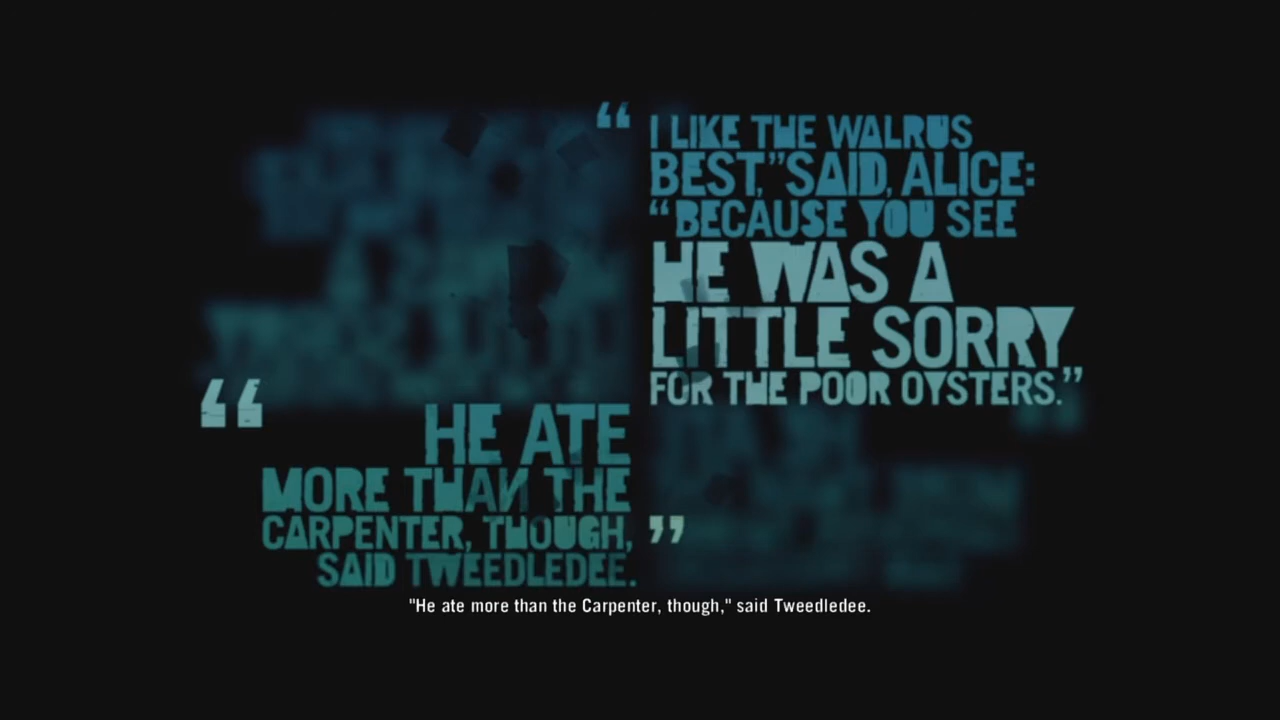 “ I LIKE THE WALRUS
BEST,” SAID, ALICE:
“ BECAUSE YOU SEE
HE WAS A
LITTLE SORRY
FOR THE POOR OYSTERS.”
“ HE ATE
MORE THAN THE
CARPENTER, THOUGH, ”
SAID TWEEDLEDEE.
"He ate more than the Carpenter, though," said Tweedledee.